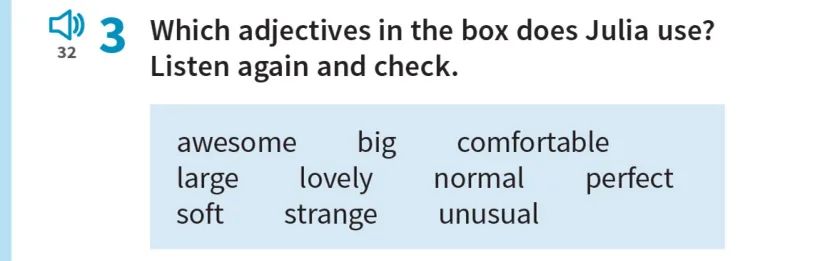 3 Which adjectives in the box does Julia use?
32 Listen again and check.
awesome big comfortable
large lovely normal perfect
soft strange unusual